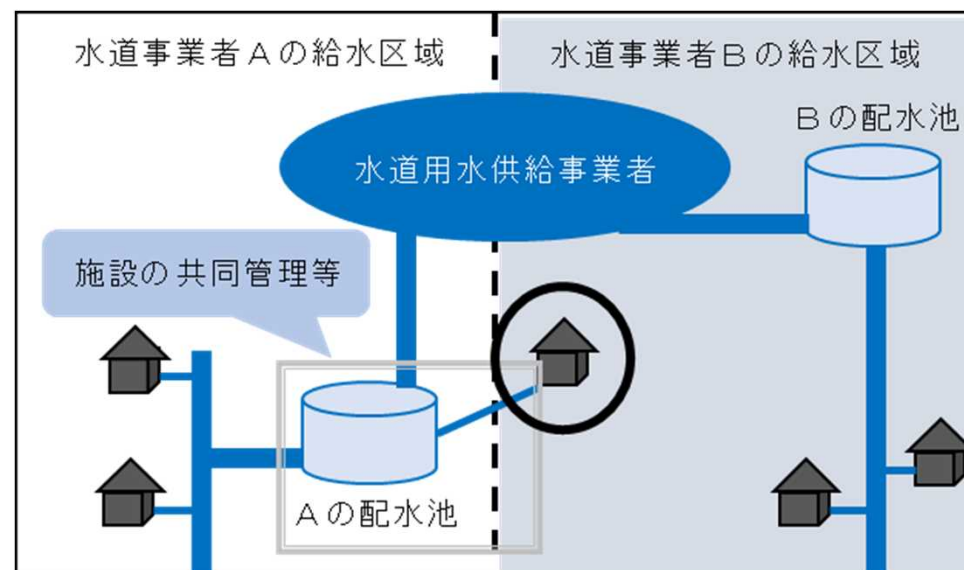 水道事業者Ａの給水区域
水道事業者Ｂの給水区域
Ｂの配水池
水道用水供給事業者
施設の共同管理等
Ａの配水池